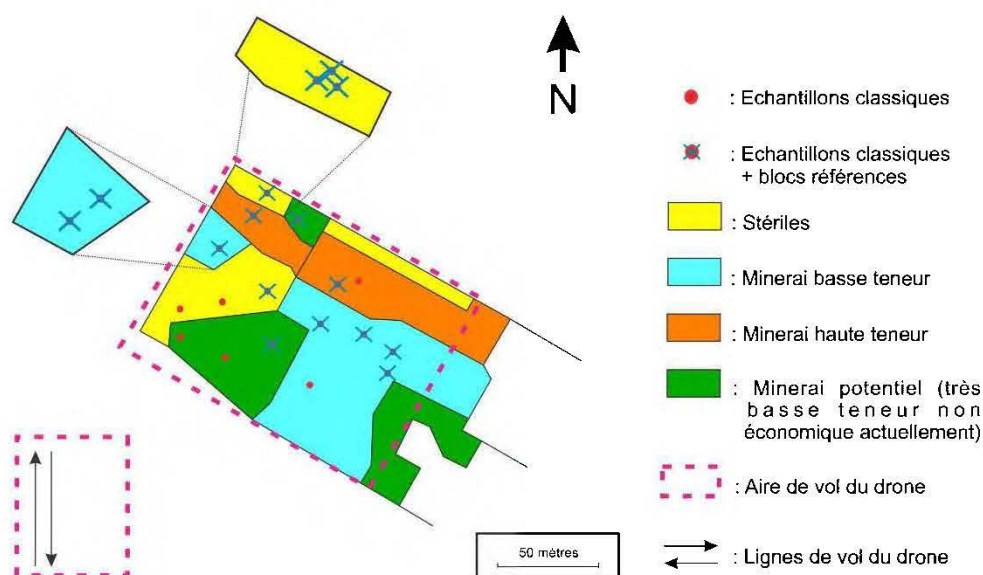 N
: Echantillons classiques
: Echantillons classiques
+ blocs références
: Stériles
: Minerai basse teneur
: Minerai haute teneur
: Minerai potentiel (très
basse teneur non
économique actuellement)
: Aire de vol du drone
50 mètres
: Lignes de vol du drone